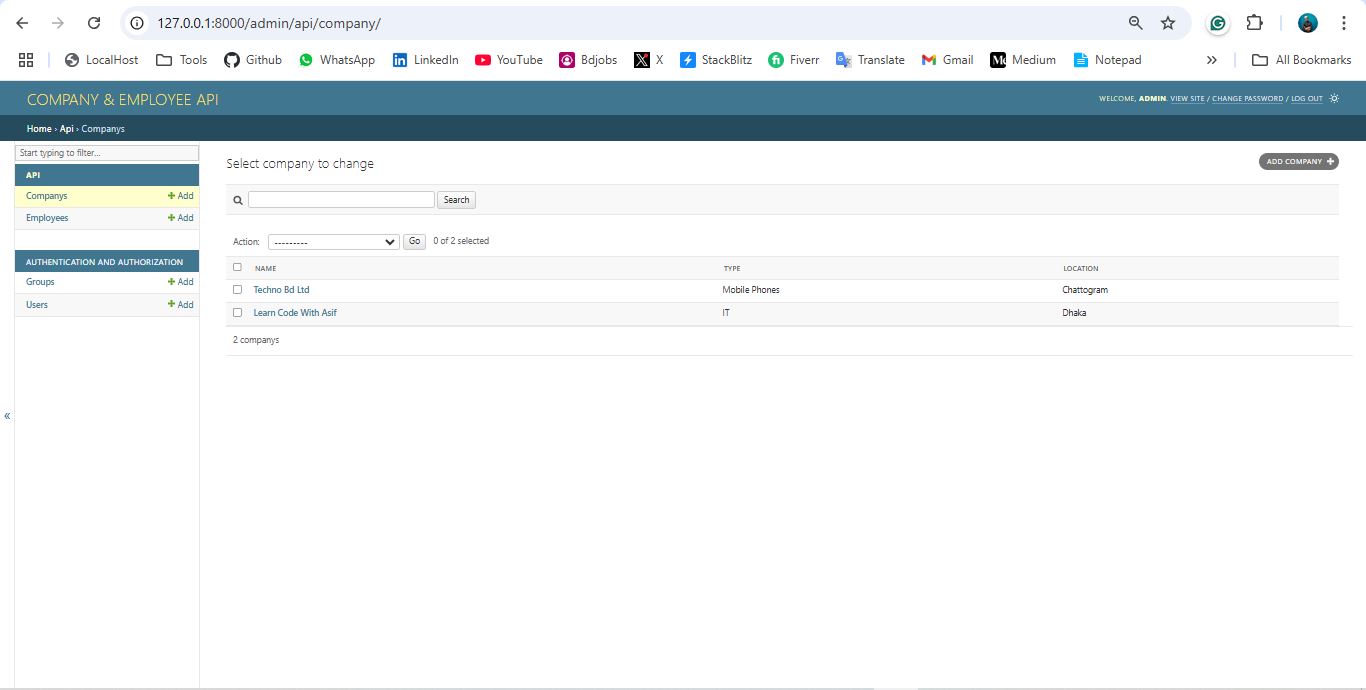 127.0.0.1:8000/admin/api/company/
LocalHost Tools Github WhatsApp LinkedIn YouTube Bdjobs X StackBlitz Fiverr Translate Gmail Medium Notepad » All Bookmarks
COMPANY & EMPLOYEE API
WELCOME, ADMIN. VIEW SITE / CHANGE PASSWORD / LOG OUT
Home › Api › Companys
Start typing to filter...
API
Companys + Add
Employees + Add
AUTHENTICATION AND AUTHORIZATION
Groups + Add
Users + Add
«
Select company to change
ADD COMPANY +
Search
Action: --------- Go 0 of 2 selected
NAME TYPE LOCATION
Techno Bd Ltd Mobile Phones Chattogram
Learn Code With Asif IT Dhaka
2 companys